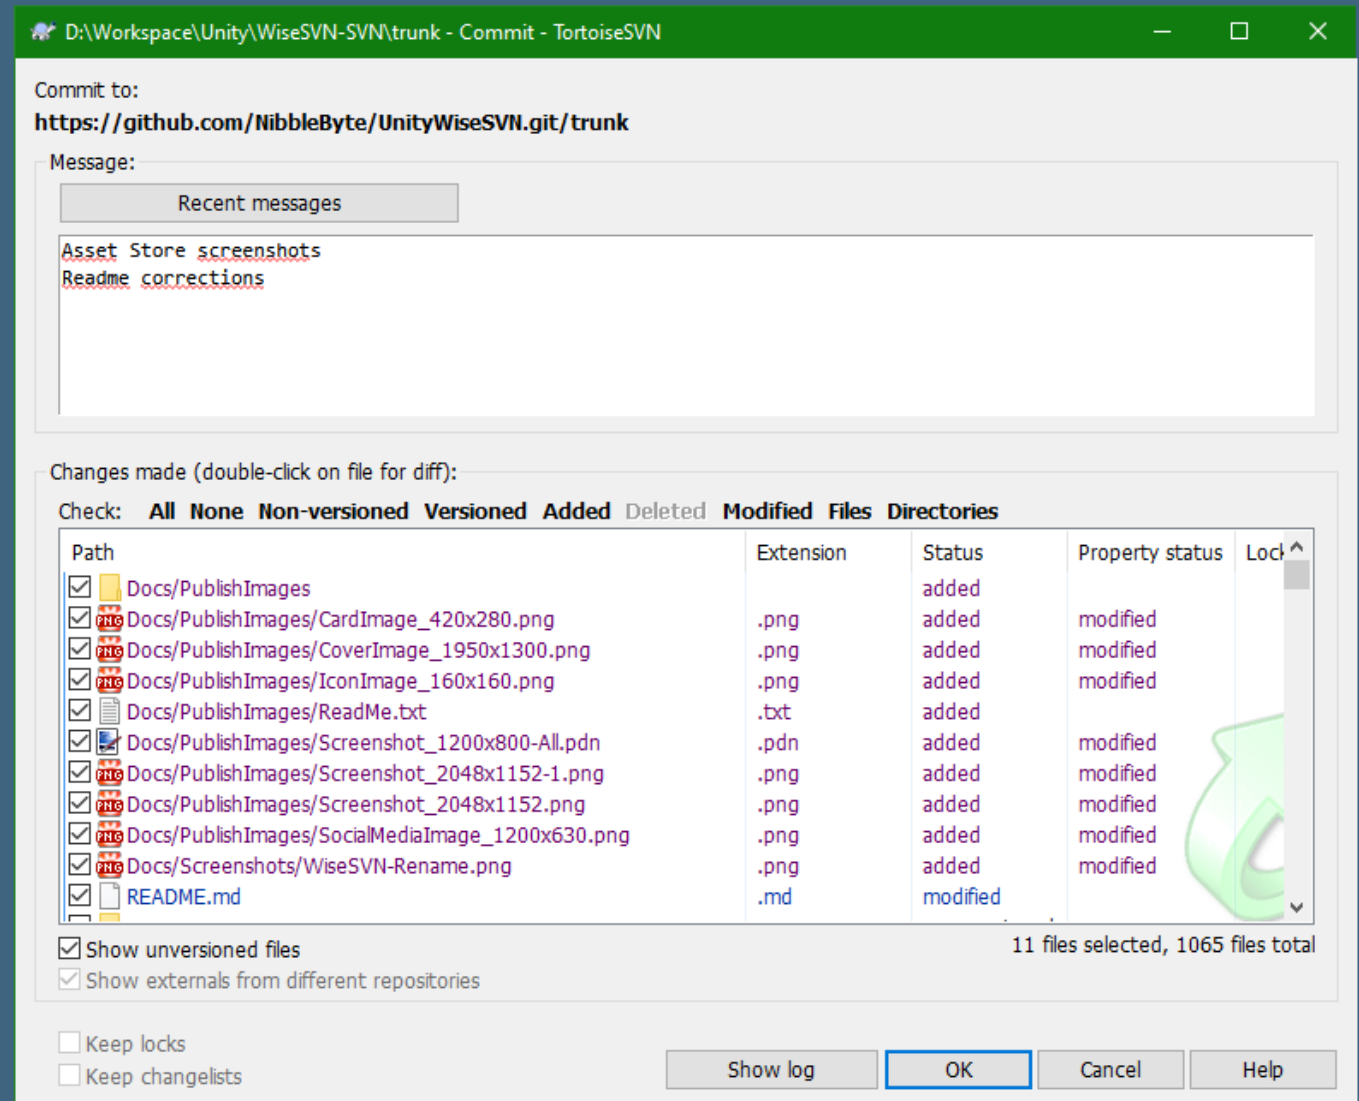 D:\Workspace\Unity\WiseSVN-SVN\trunk - Commit - TortoiseSVN
Commit to:
https://github.com/NibbleByte/UnityWiseSVN.git/trunk
Message:
Recent messages
Asset Store screenshots
Readme corrections
Changes made (double-click on file for diff):
Check: All None Non-versioned Versioned Added Deleted Modified Files Directories
Path Extension Status Property status Lock
Docs/PublishImages added
PNG Docs/PublishImages/CardImage_420x280.png .png added modified
PNG Docs/PublishImages/CoverImage_1950x1300.png .png added modified
PNG Docs/PublishImages/IconImage_160x160.png .png added modified
Docs/PublishImages/ReadMe.txt .txt added
Docs/PublishImages/Screenshot_1200x800-All.pdn .pdn added modified
PNG Docs/PublishImages/Screenshot_2048x1152-1.png .png added modified
PNG Docs/PublishImages/Screenshot_2048x1152.png .png added modified
PNG Docs/PublishImages/SocialMediaImage_1200x630.png .png added modified
PNG Docs/Screenshots/WiseSVN-Rename.png .png added modified
README.md .md modified
Show unversioned files
11 files selected, 1065 files total
Show externals from different repositories
Keep locks
Keep changelists
Show log OK Cancel Help